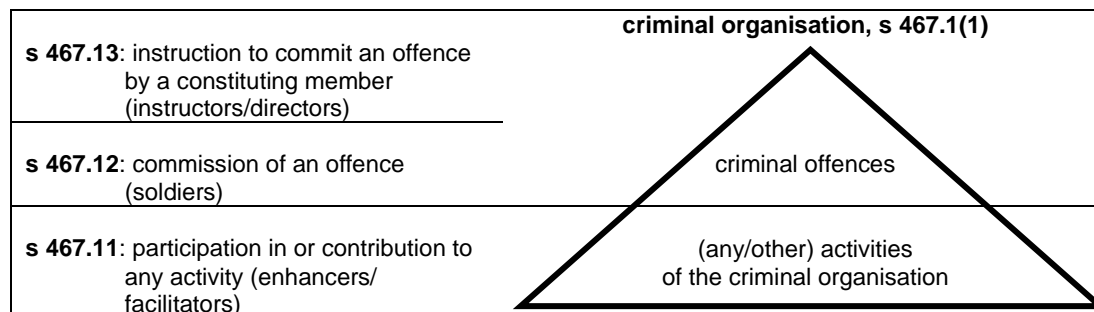 criminal organisation, s 467.1(1)
s 467.13: instruction to commit an offence
by a constituting member
(instructors/directors)
s 467.12: commission of an offence
(soldiers)
criminal offences
s 467.11: participation in or contribution to
any activity (enhancers/
facilitators)
(any/other) activities
of the criminal organisation